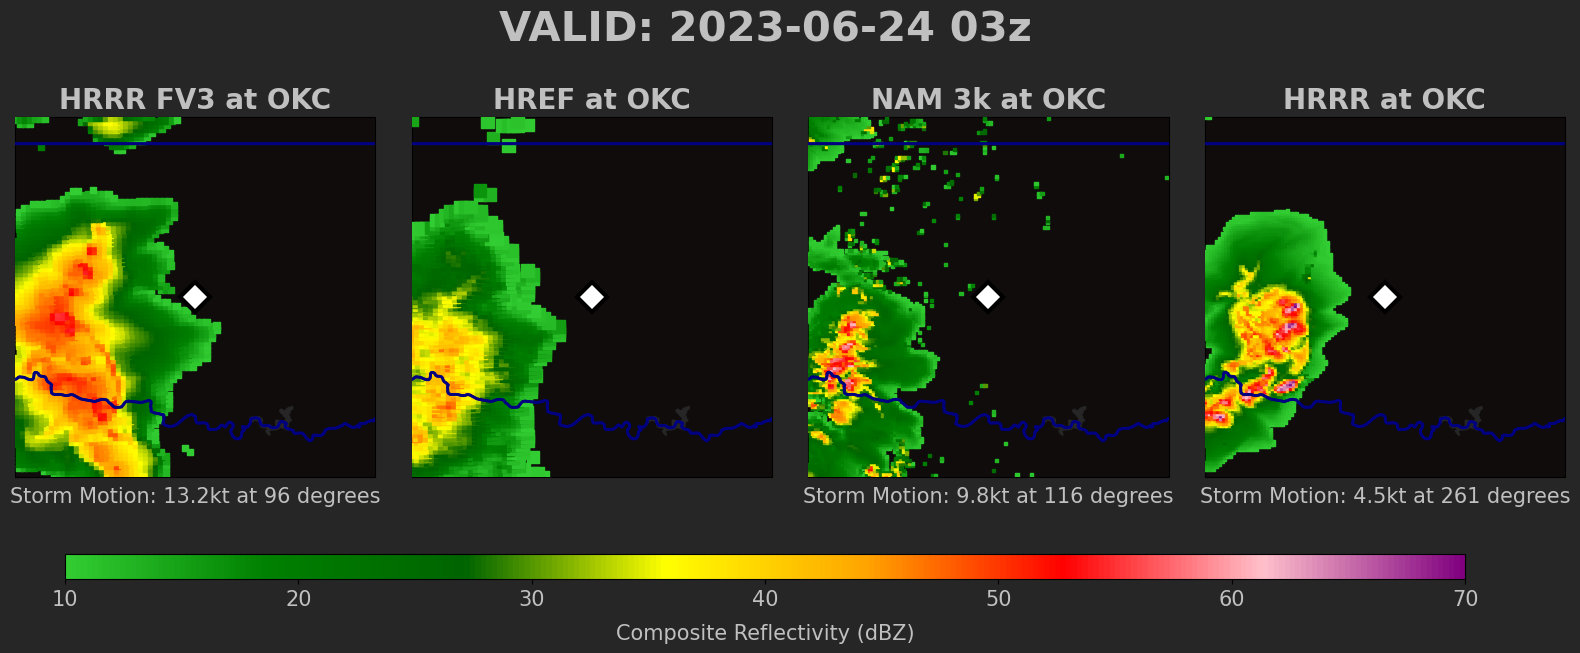 VALID: 2023-06-24 03z
HRRR FV3 at OKC
HREF at OKC
NAM 3k at OKC
HRRR at OKC
Storm Motion: 13.2kt at 96 degrees
Storm Motion: 9.8kt at 116 degrees
Storm Motion: 4.5kt at 261 degrees
10 20 30 40 50 60 70
Composite Reflectivity (dBZ)